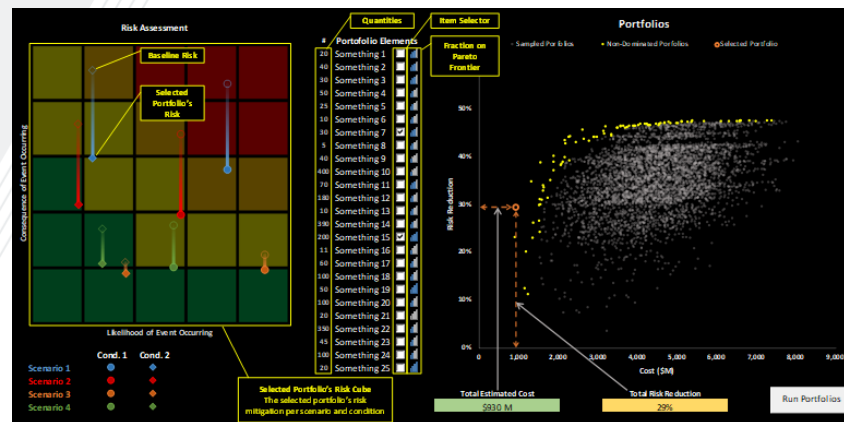 Risk Assessment
Baseline Risk
Selected
Portfolio's
Risk
Consequence of Event Occurring
Likelihood of Event Occurring
Cond. 1 Cond. 2
Scenario 1
Scenario 2
Scenario 3
Scenario 4
Selected Portfolio's Risk Cube
The selected portfolio's risk
mitigation per scenario and condition
Quantities
Item Selector
Fraction on
Pareto
Frontier
# Portofolio Elements
20 Something 1
40 Something 2
30 Something 3
50 Something 4
25 Something 5
10 Something 6
30 Something 7
5 Something 8
40 Something 9
400 Something 10
70 Something 11
180 Something 12
10 Something 13
390 Something 14
200 Something 15
11 Something 16
60 Something 17
100 Something 18
50 Something 19
100 Something 20
20 Something 21
350 Something 22
45 Something 23
100 Something 24
20 Something 25
Portfolios
Sampled Portiblios Non-Dominated Porfolios Selected Portfolio
50%
40%
30%
20%
10%
0%
Risk Reduction
0 1,000 2,000 3,000 4,000 5,000 6,000 7,000 8,000 9,000
Cost ($M)
Total Estimated Cost
$930 M
Total Risk Reduction
29%
Run Portfolios